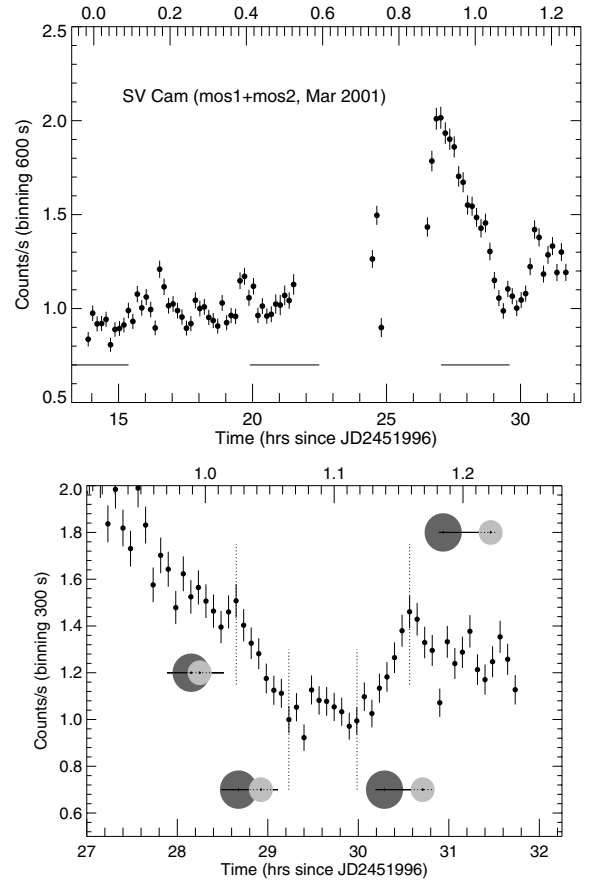 0.0 0.2 0.4 0.6 0.8 1.0 1.2
2.5
2.0
1.5
1.0
0.5
Counts/s (binning 600 s)
SV Cam (mos1+mos2, Mar 2001)
15 20 25 30
Time (hrs since JD2451996)
1.0 1.1 1.2
2.0
1.8
1.6
1.4
1.2
1.0
0.8
0.6
Counts/s (binning 300 s)
27 28 29 30 31 32
Time (hrs since JD2451996)